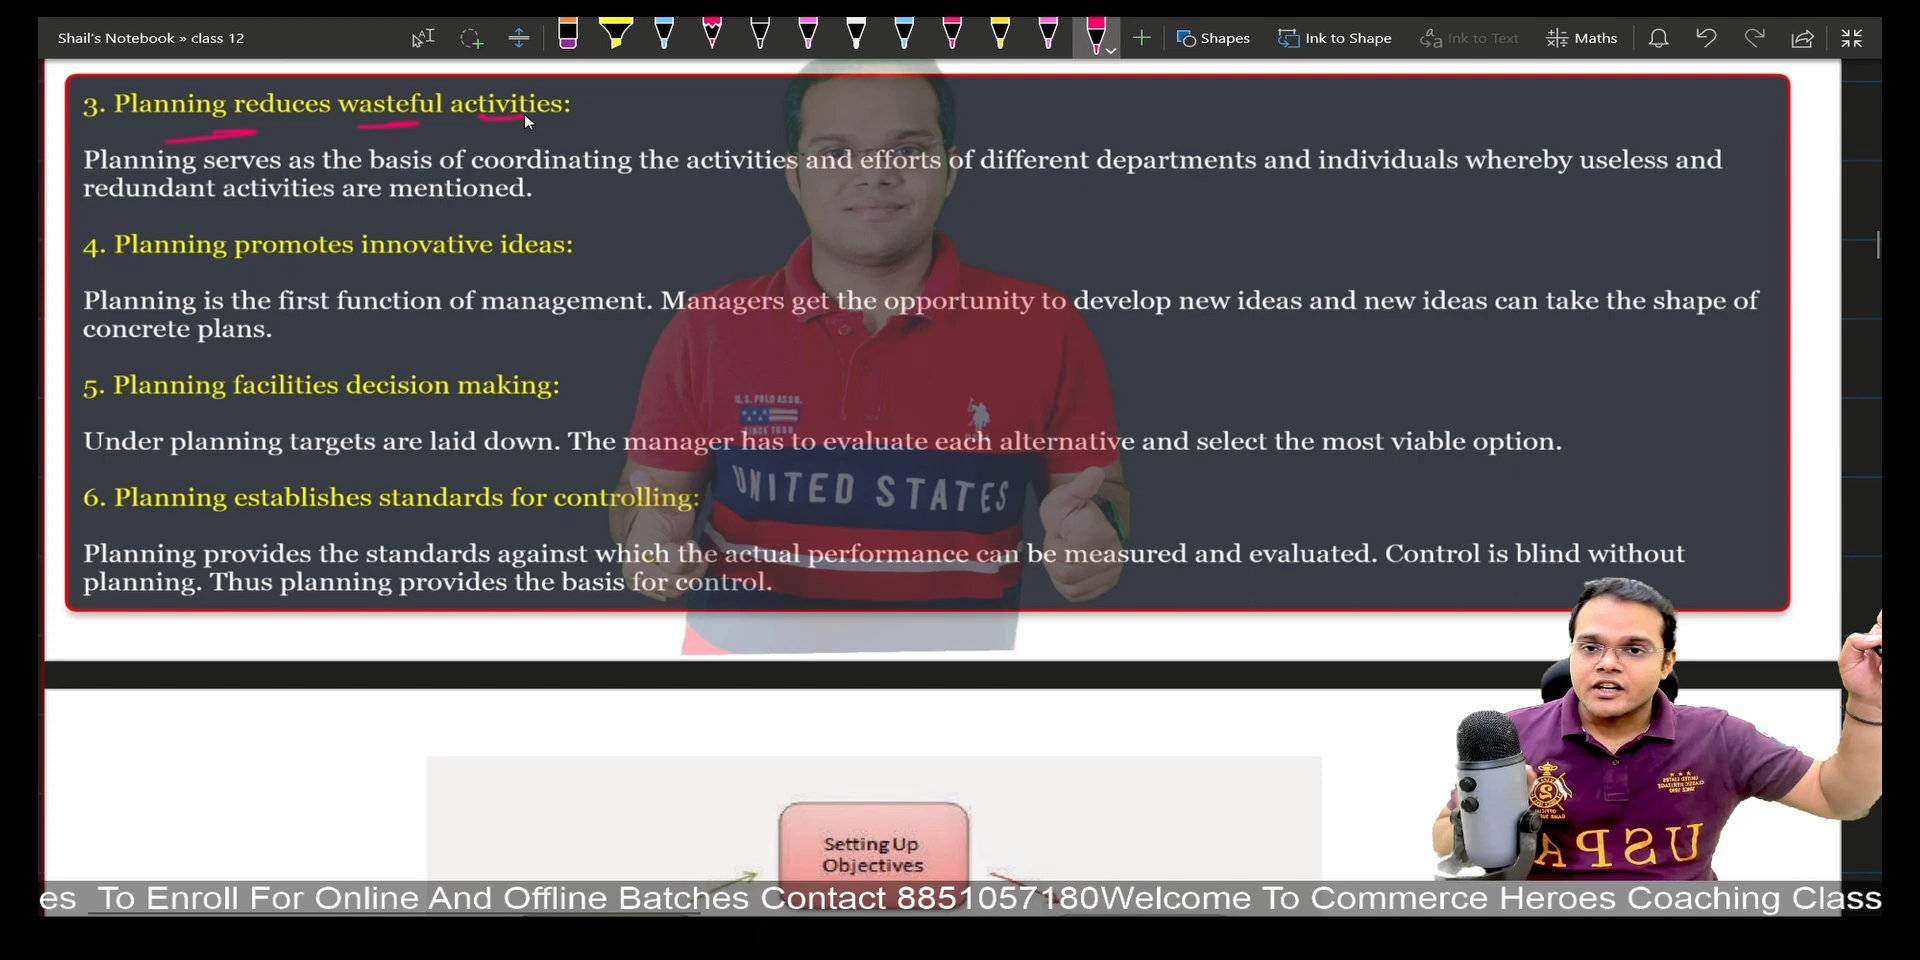 Shail's Notebook » class 12
Shapes
Ink to Shape
Ink to Text
Maths
3. Planning reduces wasteful activities:
Planning serves as the basis of coordinating the activities and efforts of different departments and individuals whereby useless and
redundant activities are mentioned.
4. Planning promotes innovative ideas:
Planning is the first function of management. Managers get the opportunity to develop new ideas and new ideas can take the shape of
concrete plans.
5. Planning facilities decision making:
U.S. POLO ASSN.
SINCE 1890
Under planning targets are laid down. The manager has to evaluate each alternative and select the most viable option.
UNITED STATES
6. Planning establishes standards for controlling:
Planning provides the standards against which the actual performance can be measured and evaluated. Control is blind without
planning. Thus planning provides the basis for control.
Setting Up
Objectives
USPA
es To Enroll For Online And Offline Batches Contact 8851057180Welcome To Commerce Heroes Coaching Class